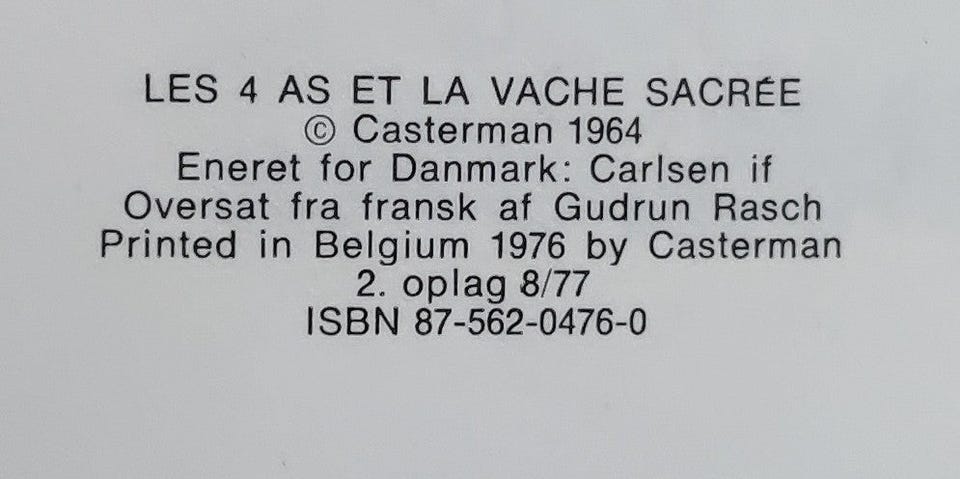 LES 4 AS ET LA VACHE SACRÉE
© Casterman 1964
Eneret for Danmark: Carlsen if
Oversat fra fransk af Gudrun Rasch
Printed in Belgium 1976 by Casterman
2. oplag 8/77
ISBN 87-562-0476-0